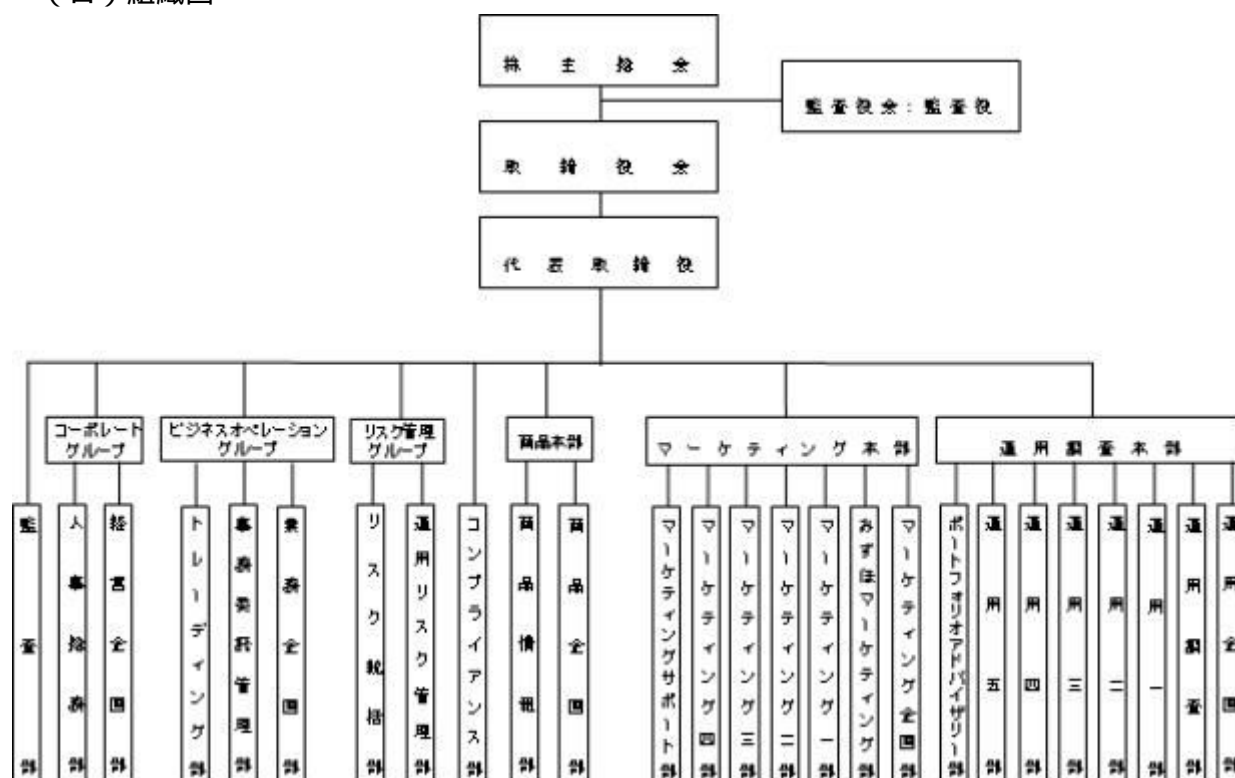 (ロ)組織図
株主総会
監査役会:監査役
取締役会
代表取締役
コーポレート
グループ
ビジネスオペレーション
グループ
リスク管理
グループ
商品本部
マーケティング本部
運用調査本部
監査部
人事総務部
経営企画部
トレーディング部
事務委託管理部
業務企画部
リスク統括部
運用リスク管理部
コンプライアンス部
商品情報部
商品企画部
マーケティングサポート部
マーケティング四部
マーケティング三部
マーケティング二部
マーケティング一部
みずほマーケティング部
マーケティング企画部
ポートフォリオアドバイザリー部
運用五部
運用四部
運用三部
運用二部
運用一部
運用調査部
運用企画部